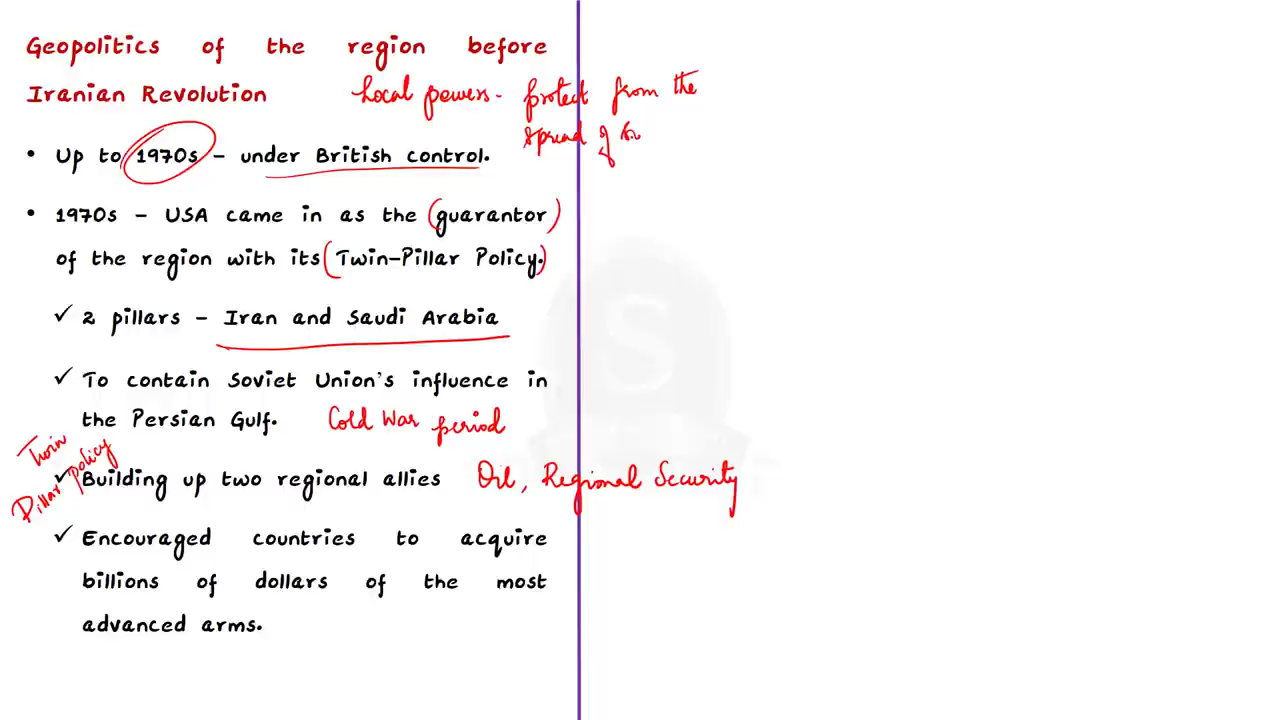 Geopolitics of the region before
Iranian Revolution
Local powers - protect from the
spread of
• Up to 1970s - under British control.
• 1970s - USA came in as the (guarantor)
of the region with its (Twin-Pillar Policy.)
✓ 2 pillars - Iran and Saudi Arabia
✓ To contain Soviet Union's influence in
the Persian Gulf. Cold War period
Twin
Pillar policy
✓ Building up two regional allies Oil, Regional Security
✓ Encouraged countries to acquire
billions of dollars of the most
advanced arms.